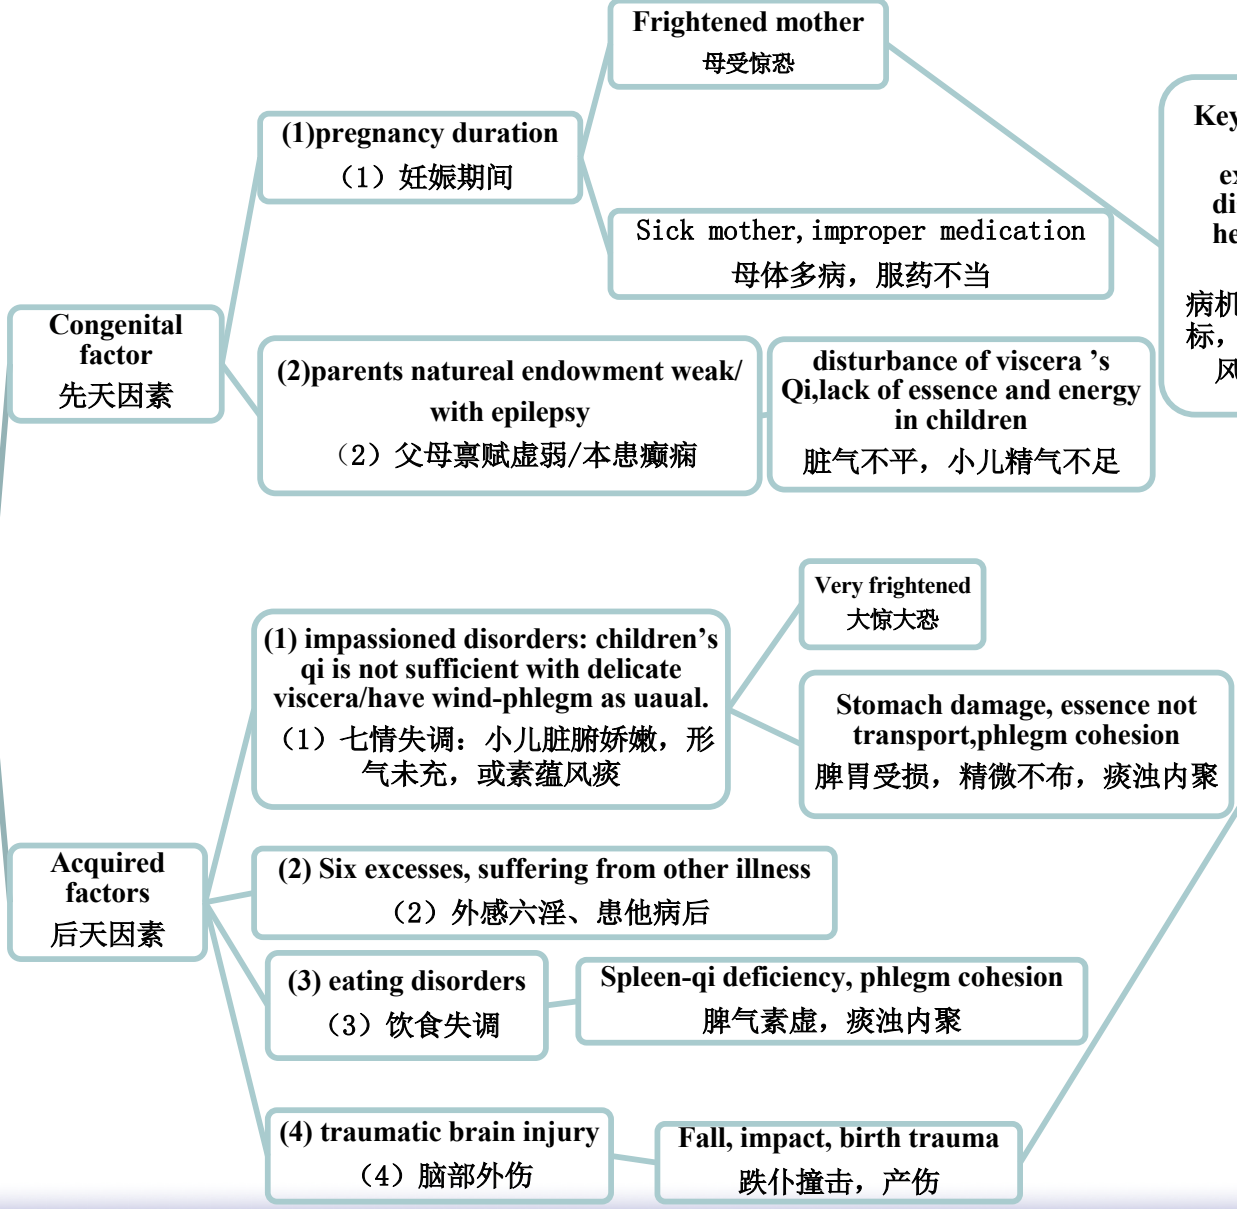 Frightened mother
母受惊恐
(1)pregnancy duration
（1）妊娠期间
Sick mother,improper medication
母体多病，服药不当
Congenital
factor
先天因素
(2)parents natureal endowment weak/
with epilepsy
（2）父母禀赋虚弱/本患癫痫
disturbance of viscera ’s
Qi,lack of essence and energy
in children
脏气不平，小儿精气不足
Key
病机
标，
风
Very frightened
大惊大恐
(1) impassioned disorders: children’s
qi is not sufficient with delicate
viscera/have wind-phlegm as uaual.
（1）七情失调：小儿脏腑娇嫩，形
气未充，或素蕴风痰
Stomach damage, essence not
transport,phlegm cohesion
脾胃受损，精微不布，痰浊内聚
Acquired
factors
后天因素
(2) Six excesses, suffering from other illness
（2）外感六淫、患他病后
(3) eating disorders
（3）饮食失调
Spleen-qi deficiency, phlegm cohesion
脾气素虚，痰浊内聚
(4) traumatic brain injury
（4）脑部外伤
Fall, impact, birth trauma
跌仆撞击，产伤